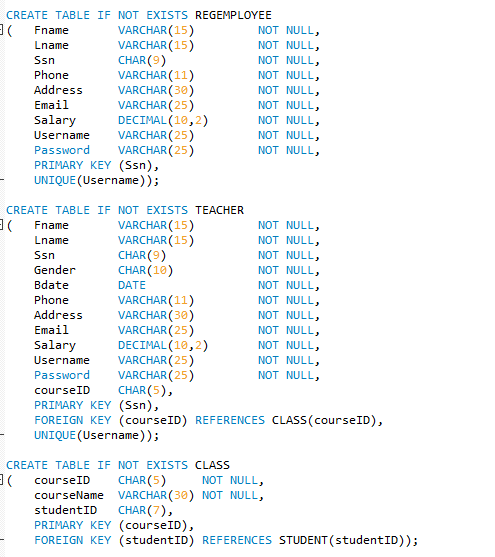 CREATE TABLE IF NOT EXISTS REGEMPLOYEE
( Fname VARCHAR(15) NOT NULL,
Lname VARCHAR(15) NOT NULL,
Ssn CHAR(9) NOT NULL,
Phone VARCHAR(11) NOT NULL,
Address VARCHAR(30) NOT NULL,
Email VARCHAR(25) NOT NULL,
Salary DECIMAL(10,2) NOT NULL,
Username VARCHAR(25) NOT NULL,
Password VARCHAR(25) NOT NULL,
PRIMARY KEY (Ssn),
UNIQUE(Username));
CREATE TABLE IF NOT EXISTS TEACHER
( Fname VARCHAR(15) NOT NULL,
Lname VARCHAR(15) NOT NULL,
Ssn CHAR(9) NOT NULL,
Gender CHAR(10) NOT NULL,
Bdate DATE NOT NULL,
Phone VARCHAR(11) NOT NULL,
Address VARCHAR(30) NOT NULL,
Email VARCHAR(25) NOT NULL,
Salary DECIMAL(10,2) NOT NULL,
Username VARCHAR(25) NOT NULL,
Password VARCHAR(25) NOT NULL,
courseID CHAR(5),
PRIMARY KEY (Ssn),
FOREIGN KEY (courseID) REFERENCES CLASS(courseID),
UNIQUE(Username));
CREATE TABLE IF NOT EXISTS CLASS
( courseID CHAR(5) NOT NULL,
courseName VARCHAR(30) NOT NULL,
studentID CHAR(7),
PRIMARY KEY (courseID),
FOREIGN KEY (studentID) REFERENCES STUDENT(studentID));